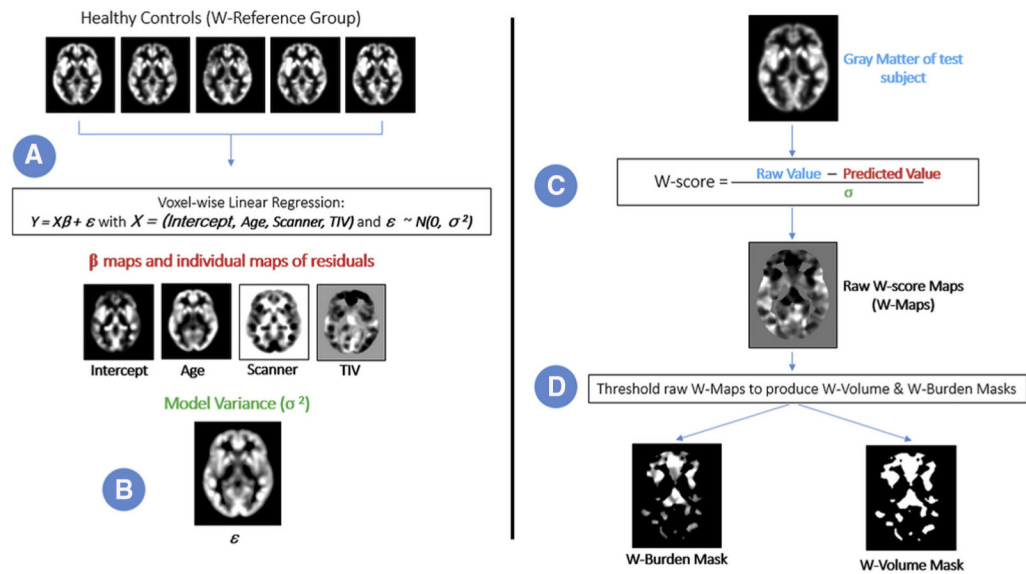 Healthy Controls (W-Reference Group)
A
Voxel-wise Linear Regression:
Y = Xβ + ε with X = (Intercept, Age, Scanner, TIV) and ε ~ N(0, σ²)
β maps and individual maps of residuals
Intercept Age Scanner TIV
Model Variance (σ²)
B
ε
Gray Matter of test
subject
C
W-score = Raw Value – Predicted Value
σ
Raw W-score Maps
(W-Maps)
D
Threshold raw W-Maps to produce W-Volume & W-Burden Masks
W-Burden Mask W-Volume Mask